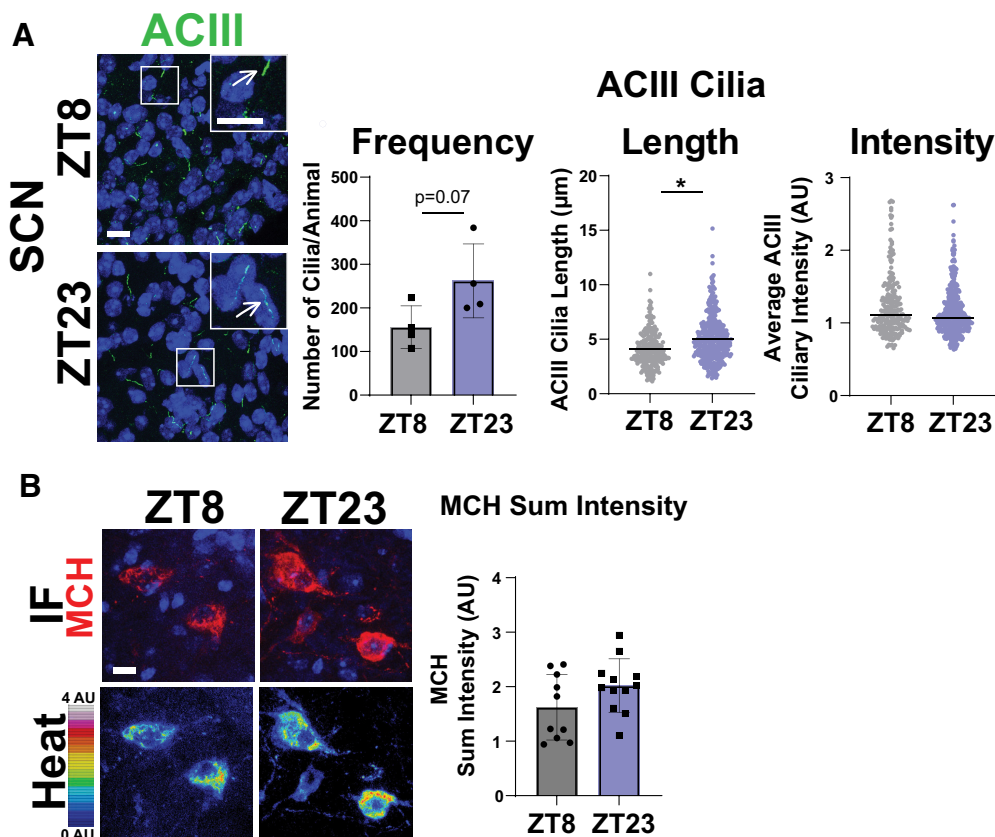 A
ACIII
SCN
ZT8
ZT23
ACIII Cilia
Frequency
Number of Cilia/Animal
500
400
300
200
100
0
p=0.07
ZT8 ZT23
Length
ACIII Cilia Length (µm)
20
15
10
5
0
*
ZT8 ZT23
Intensity
Average ACIII
Ciliary Intensity (AU)
3
2
1
0
ZT8 ZT23
B
ZT8 ZT23
IF
MCH
Heat
4 AU
0 AU
MCH Sum Intensity
MCH
Sum Intensity (AU)
4
3
2
1
0
ZT8 ZT23